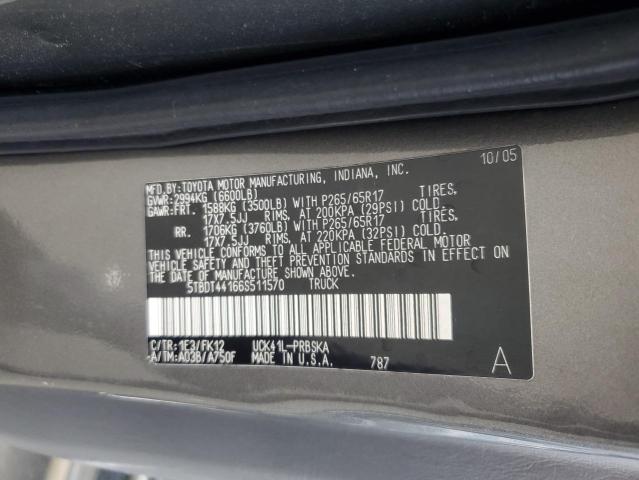 MFD.BY:TOYOTA MOTOR MANUFACTURING, INDIANA, INC. 10/05
GVWR:2994KG (6600LB)
GAWR:FRT. 1588KG (3500LB) WITH P265/65R17 TIRES.
17X7.5JJ RIMS, AT 200KPA (29PSI) COLD.
RR. 1706KG (3760LB) WITH P265/65R17 TIRES.
17X7.5JJ RIMS, AT 220KPA (32PSI) COLD.
THIS VEHICLE CONFORMS TO ALL APPLICABLE FEDERAL MOTOR
VEHICLE SAFETY AND THEFT PREVENTION STANDARDS IN EFFECT ON
THE DATE OF MANUFACTURE SHOWN ABOVE.
5TBDT44166S511570 TRUCK
C/TR:1E3/FK12 UCK41L-PRBSKA
A/TM:A03B/A750F MADE IN U.S.A. 787 A